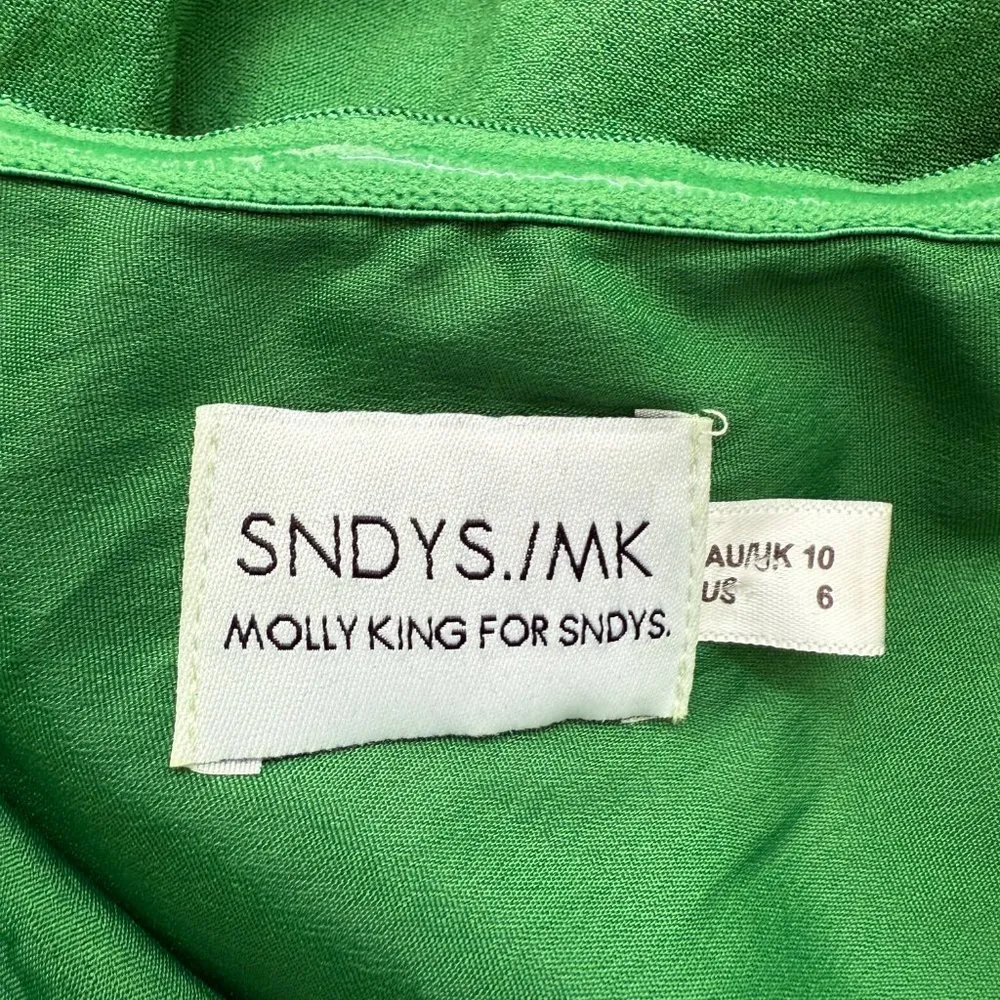 SNDYS./MK
MOLLY KING FOR SNDYS.
AU/UK 10
US 6